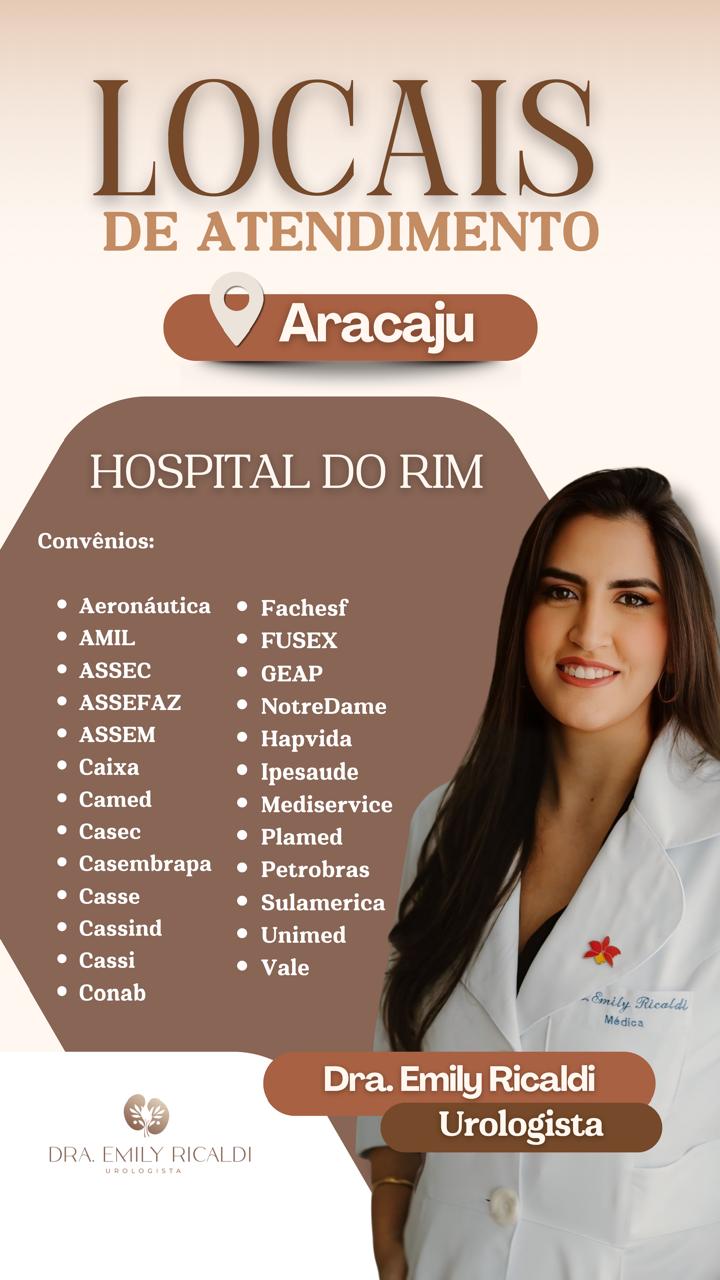 LOCAIS
DE ATENDIMENTO
Aracaju
HOSPITAL DO RIM
Convênios:
Aeronáutica
AMIL
ASSEC
ASSEFAZ
ASSEM
Caixa
Camed
Casec
Casembrapa
Casse
Cassind
Cassi
Conab
Fachesf
FUSEX
GEAP
NotreDame
Hapvida
Ipesaude
Mediservice
Plamed
Petrobras
Sulamerica
Unimed
Vale
Emily Ricaldi
Médica
Dra. Emily Ricaldi
Urologista
DRA. EMILY RICALDI
UROLOGISTA